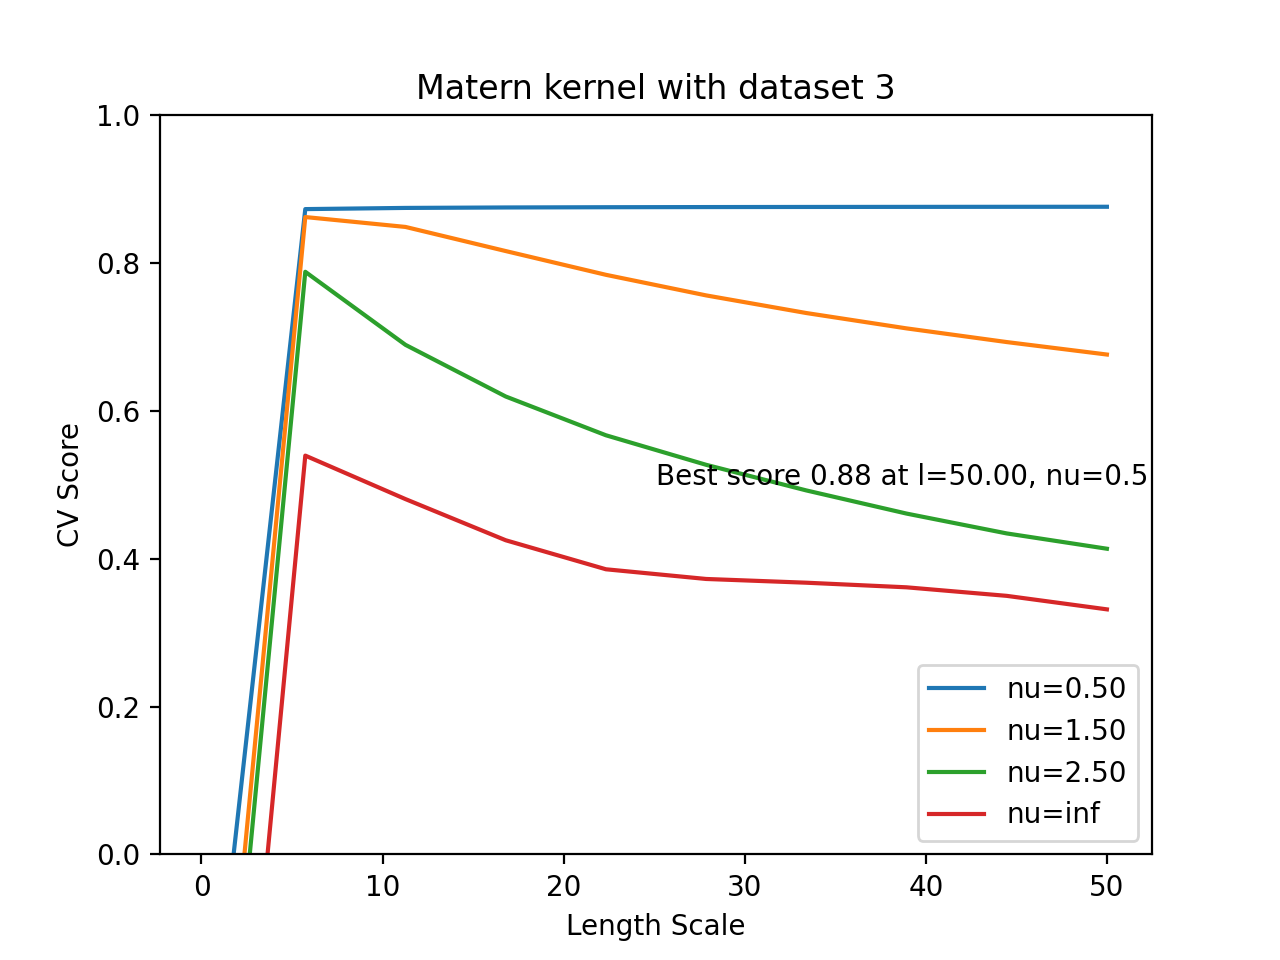 Matern kernel with dataset 3
1.0
0.8
0.6
0.4
0.2
0.0
CV Score
Best score 0.88 at l=50.00, nu=0.5
nu=0.50
nu=1.50
nu=2.50
nu=inf
0 10 20 30 40 50
Length Scale